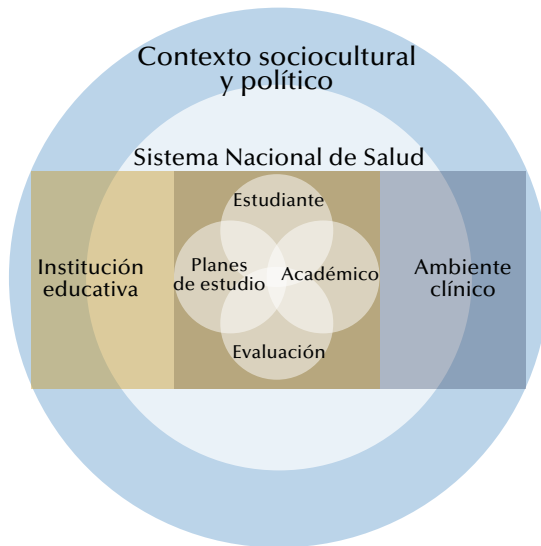 Contexto sociocultural
y político
Sistema Nacional de Salud
Estudiante
Institución
educativa
Planes
de estudio
Académico
Ambiente
clínico
Evaluación